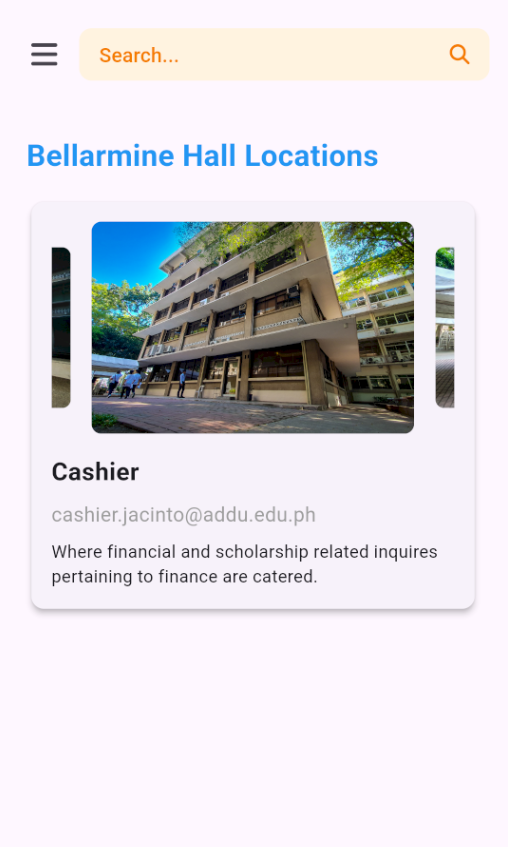 Search...
Bellarmine Hall Locations
Cashier
cashier.jacinto@addu.edu.ph
Where financial and scholarship related inquires
pertaining to finance are catered.